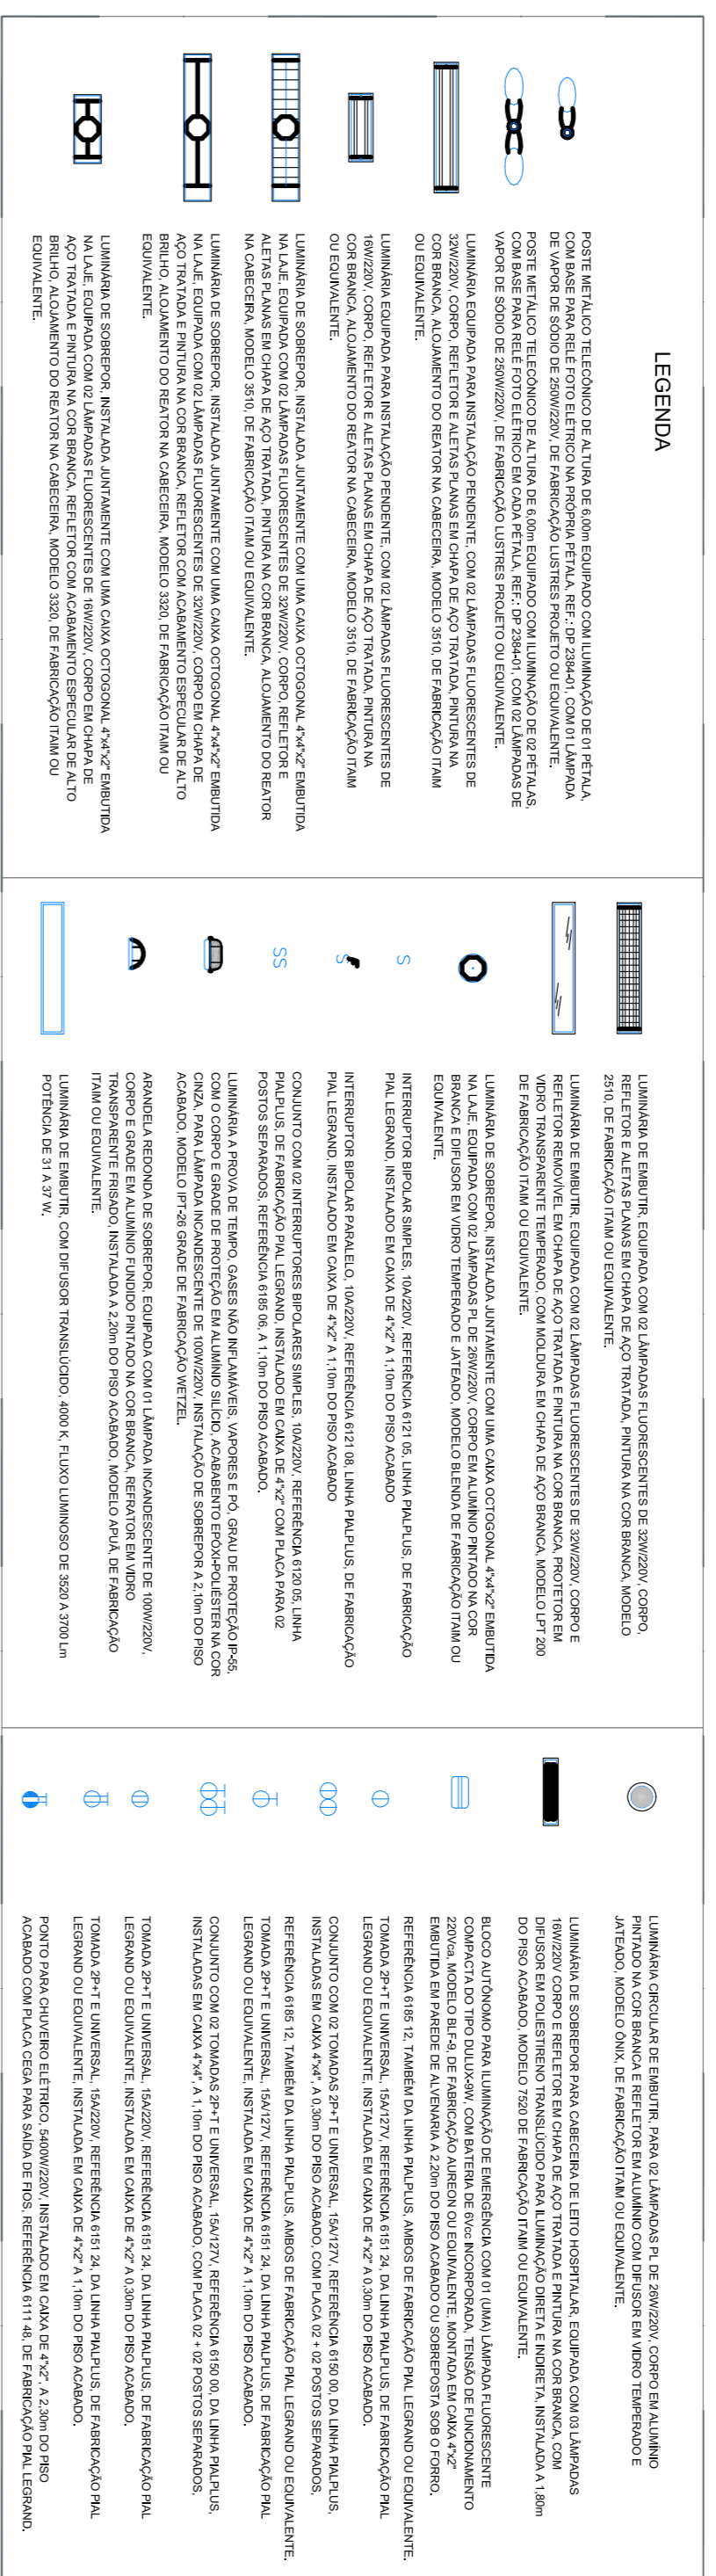 LEGENDA
POSTE METÁLICO TELECÔNICO DE ALTURA DE 6,00m EQUIPADO COM ILUMINAÇÃO DE 01 PÉTALA,
COM BASE PARA RELÉ FOTO ELÉTRICO NA PRÓPRIA PÉTALA, REF.: DP 2384-01, COM 01 LÂMPADA
DE VAPOR DE SÓDIO DE 250W/220V, DE FABRICAÇÃO LUSTRES PROJETO OU EQUIVALENTE.
POSTE METÁLICO TELECÔNICO DE ALTURA DE 6,00m EQUIPADO COM ILUMINAÇÃO DE 02 PÉTALAS,
COM BASE PARA RELÉ FOTO ELÉTRICO EM CADA PÉTALA, REF.: DP 2384-01, COM 02 LÂMPADAS DE
VAPOR DE SÓDIO DE 250W/220V, DE FABRICAÇÃO LUSTRES PROJETO OU EQUIVALENTE.
LUMINÁRIA EQUIPADA PARA INSTALAÇÃO PENDENTE, COM 02 LÂMPADAS FLUORESCENTES DE
32W/220V, CORPO, REFLETOR E ALETAS PLANAS EM CHAPA DE AÇO TRATADA, PINTURA NA
COR BRANCA, ALOJAMENTO DO REATOR NA CABECEIRA, MODELO 3510, DE FABRICAÇÃO ITAIM
OU EQUIVALENTE.
LUMINÁRIA EQUIPADA PARA INSTALAÇÃO PENDENTE, COM 02 LÂMPADAS FLUORESCENTES DE
16W/220V, CORPO, REFLETOR E ALETAS PLANAS EM CHAPA DE AÇO TRATADA, PINTURA NA
COR BRANCA, ALOJAMENTO DO REATOR NA CABECEIRA, MODELO 3510, DE FABRICAÇÃO ITAIM
OU EQUIVALENTE.
LUMINÁRIA DE SOBREPOR, INSTALADA JUNTAMENTE COM UMA CAIXA OCTOGONAL 4"x4"x2" EMBUTIDA
NA LAJE, EQUIPADA COM 02 LÂMPADAS FLUORESCENTES DE 32W/220V, CORPO, REFLETOR E
ALETAS PLANAS EM CHAPA DE AÇO TRATADA, PINTURA NA COR BRANCA, ALOJAMENTO DO REATOR
NA CABECEIRA, MODELO 3510, DE FABRICAÇÃO ITAIM OU EQUIVALENTE.
LUMINÁRIA DE SOBREPOR, INSTALADA JUNTAMENTE COM UMA CAIXA OCTOGONAL 4"x4"x2" EMBUTIDA
NA LAJE, EQUIPADA COM 02 LÂMPADAS FLUORESCENTES DE 32W/220V, CORPO EM CHAPA DE
AÇO TRATADA E PINTURA NA COR BRANCA, REFLETOR COM ACABAMENTO ESPECULAR DE ALTO
BRILHO, ALOJAMENTO DO REATOR NA CABECEIRA, MODELO 3320, DE FABRICAÇÃO ITAIM OU
EQUIVALENTE.
LUMINÁRIA DE SOBREPOR, INSTALADA JUNTAMENTE COM UMA CAIXA OCTOGONAL 4"x4"x2" EMBUTIDA
NA LAJE, EQUIPADA COM 02 LÂMPADAS FLUORESCENTES DE 16W/220V, CORPO EM CHAPA DE
AÇO TRATADA E PINTURA NA COR BRANCA, REFLETOR COM ACABAMENTO ESPECULAR DE ALTO
BRILHO, ALOJAMENTO DO REATOR NA CABECEIRA, MODELO 3320, DE FABRICAÇÃO ITAIM OU
EQUIVALENTE.
LUMINÁRIA DE EMBUTIR, EQUIPADA COM 02 LÂMPADAS FLUORESCENTES DE 32W/220V, CORPO,
REFLETOR E ALETAS PLANAS EM CHAPA DE AÇO TRATADA, PINTURA NA COR BRANCA, MODELO
2510, DE FABRICAÇÃO ITAIM OU EQUIVALENTE.
LUMINÁRIA DE EMBUTIR, EQUIPADA COM 02 LÂMPADAS FLUORESCENTES DE 32W/220V, CORPO E
REFLETOR REMOVÍVEL EM CHAPA DE AÇO TRATADA E PINTURA NA COR BRANCA, PROTETOR EM
VIDRO TRANSPARENTE TEMPERADO, COM MOLDURA EM CHAPA DE AÇO BRANCA, MODELO LPT 200
DE FABRICAÇÃO ITAIM OU EQUIVALENTE.
LUMINÁRIA DE SOBREPOR, INSTALADA JUNTAMENTE COM UMA CAIXA OCTOGONAL 4"x4"x2" EMBUTIDA
NA LAJE, EQUIPADA COM 02 LÂMPADAS PL DE 26W/220V, CORPO EM ALUMÍNIO PINTADO NA COR
BRANCA E DIFUSOR EM VIDRO TEMPERADO E JATEADO, MODELO BLENDA DE FABRICAÇÃO ITAIM OU
EQUIVALENTE.
S
INTERRUPTOR BIPOLAR SIMPLES, 10A/220V, REFERÊNCIA 6121 05, LINHA PIALPLUS, DE FABRICAÇÃO
PIAL LEGRAND, INSTALADO EM CAIXA DE 4"x2" A 1,10m DO PISO ACABADO
S
INTERRUPTOR BIPOLAR PARALELO, 10A/220V, REFERÊNCIA 6121 08, LINHA PIALPLUS, DE FABRICAÇÃO
PIAL LEGRAND, INSTALADO EM CAIXA DE 4"x2" A 1,10m DO PISO ACABADO
SS
CONJUNTO COM 02 INTERRUPTORES BIPOLARES SIMPLES, 10A/220V, REFERÊNCIA 6120 05, LINHA
PIALPLUS, DE FABRICAÇÃO PIAL LEGRAND, INSTALADO EM CAIXA DE 4"x2" COM PLACA PARA 02
POSTOS SEPARADOS, REFERÊNCIA 6185 06, A 1,10m DO PISO ACABADO,
LUMINÁRIA A PROVA DE TEMPO, GASES NÃO INFLAMÁVEIS, VAPORES E PÓ, GRAU DE PROTEÇÃO IP-55,
COM O CORPO E GRADE DE PROTEÇÃO EM ALUMÍNIO SILÍCIO, ACABABENTO EPÓXI-POLIÉSTER NA COR
CINZA, PARA LÂMPADA INCANDESCENTE DE 100W/220V, INSTALAÇÃO DE SOBREPOR A 2,10m DO PISO
ACABADO, MODELO IPT-26 GRADE DE FABRICAÇÃO WETZEL.
ARANDELA REDONDA DE SOBREPOR, EQUIPADA COM 01 LÂMPADA INCANDESCENTE DE 100W/220V,
CORPO E GRADE EM ALUMÍNIO FUNDIDO PINTADO NA COR BRANCA, REFRATOR EM VIDRO
TRANSPARENTE FRISADO, INSTALADA A 2,20m DO PISO ACABADO, MODELO APUÃ, DE FABRICAÇÃO
ITAIM OU EQUIVALENTE.
LUMINÁRIA DE EMBUTIR, COM DIFUSOR TRANSLÚCIDO, 4000 K, FLUXO LUMINOSO DE 3520 A 3700 Lm
POTÊNCIA DE 31 A 37 W.
LUMINÁRIA CIRCULAR DE EMBUTIR, PARA 02 LÂMPADAS PL DE 26W/220V, CORPO EM ALUMÍNIO
PINTADO NA COR BRANCA E REFLETOR EM ALUMÍNIO COM DIFUSOR EM VIDRO TEMPERADO E
JATEADO, MODELO ÔNIX, DE FABRICAÇÃO ITAIM OU EQUIVALENTE.
LUMINÁRIA DE SOBREPOR PARA CABECEIRA DE LEITO HOSPITALAR, EQUIPADA COM 03 LÂMPADAS
16W/220V CORPO E REFLETOR EM CHAPA DE AÇO TRATADA E PINTURA NA COR BRANCA, COM
DIFUSOR EM POLIESTIRENO TRANSLÚCIDO PARA ILUMINAÇÃO DIRETA E INDIRETA, INSTALADA A 1,80m
DO PISO ACABADO, MODELO 7520 DE FABRICAÇÃO ITAIM OU EQUIVALENTE.
BLOCO AUTÔNOMO PARA ILUMINAÇÃO DE EMERGÊNCIA COM 01 (UMA) LÂMPADA FLUORESCENTE
COMPACTA DO TIPO DULUX-9W, COM BATERIA DE 6Vcc INCORPORADA, TENSÃO DE FUNCIONAMENTO
220Vca, MODELO BLF-9, DE FABRICAÇÃO AUREON OU EQUIVALENTE, MONTADA EM CAIXA 4"x2"
EMBUTIDA EM PAREDE DE ALVENARIA A 2,20m DO PISO ACABADO OU SOBREPOSTA SOB O FORRO.
REFERÊNCIA 6185 12, TAMBÉM DA LINHA PIALPLUS, AMBOS DE FABRICAÇÃO PIAL LEGRAND OU EQUIVALENTE.
TOMADA 2P+T E UNIVERSAL, 15A/127V, REFERÊNCIA 6151 24, DA LINHA PIALPLUS, DE FABRICAÇÃO PIAL
LEGRAND OU EQUIVALENTE, INSTALADA EM CAIXA DE 4"x2" A 0,30m DO PISO ACABADO.
CONJUNTO COM 02 TOMADAS 2P+T E UNIVERSAL, 15A/127V, REFERÊNCIA 6150 00, DA LINHA PIALPLUS,
INSTALADAS EM CAIXA 4"x4", A 0,30m DO PISO ACABADO, COM PLACA 02 + 02 POSTOS SEPARADOS,
REFERÊNCIA 6185 12, TAMBÉM DA LINHA PIALPLUS, AMBOS DE FABRICAÇÃO PIAL LEGRAND OU EQUIVALENTE.
TOMADA 2P+T E UNIVERSAL, 15A/127V, REFERÊNCIA 6151 24, DA LINHA PIALPLUS, DE FABRICAÇÃO PIAL
LEGRAND OU EQUIVALENTE, INSTALADA EM CAIXA DE 4"x2" A 1,10m DO PISO ACABADO.
CONJUNTO COM 02 TOMADAS 2P+T E UNIVERSAL, 15A/127V, REFERÊNCIA 6150 00, DA LINHA PIALPLUS,
INSTALADAS EM CAIXA 4"x4", A 1,10m DO PISO ACABADO, COM PLACA 02 + 02 POSTOS SEPARADOS,
TOMADA 2P+T E UNIVERSAL, 15A/220V, REFERÊNCIA 6151 24, DA LINHA PIALPLUS, DE FABRICAÇÃO PIAL
LEGRAND OU EQUIVALENTE, INSTALADA EM CAIXA DE 4"x2" A 0,30m DO PISO ACABADO.
TOMADA 2P+T E UNIVERSAL, 15A/220V, REFERÊNCIA 6151 24, DA LINHA PIALPLUS, DE FABRICAÇÃO PIAL
LEGRAND OU EQUIVALENTE, INSTALADA EM CAIXA DE 4"x2" A 1,10m DO PISO ACABADO.
PONTO PARA CHUVEIRO ELÉTRICO, 5400W/220V, INSTALADO EM CAIXA DE 4"x2", A 2,30m DO PISO
ACABADO COM PLACA CEGA PARA SAÍDA DE FIOS, REFERÊNCIA 6111 48, DE FABRICAÇÃO PIAL LEGRAND.